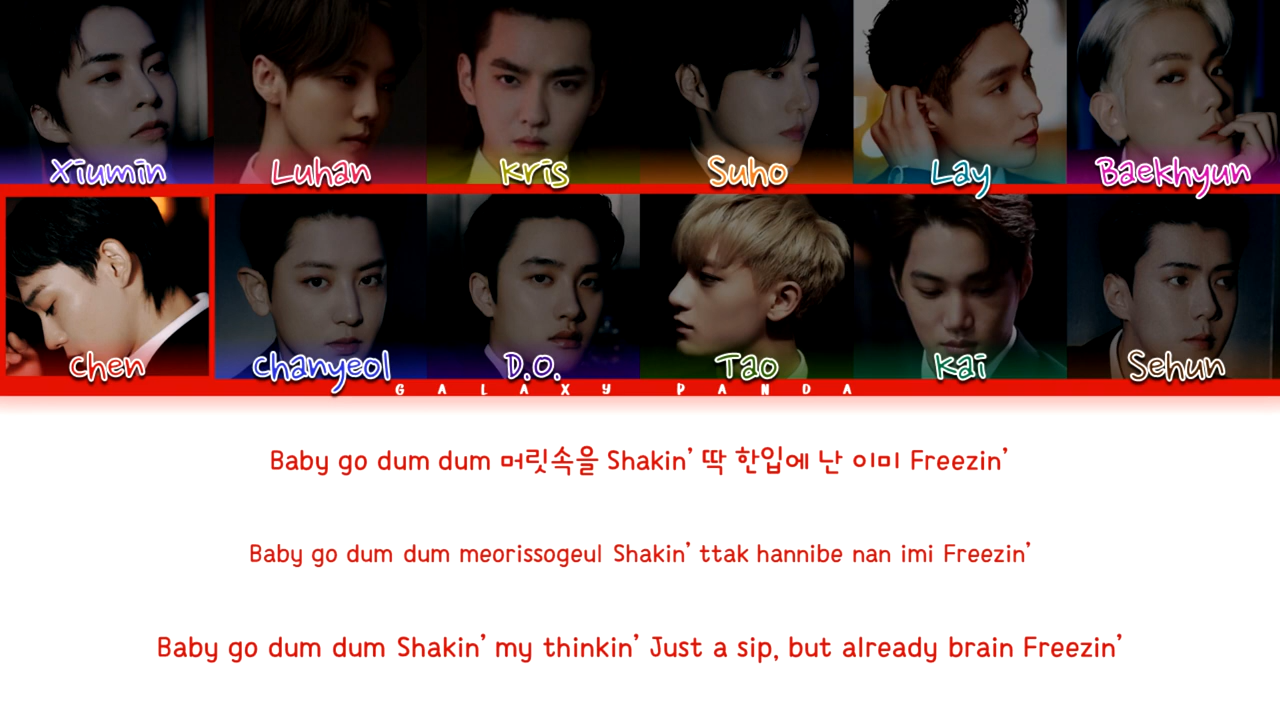 Xiumin Luhan Kris Suho Lay Baekhyun
Chen Chanyeol D.O. Tao Kai Sehun
GALAXY PANDA
Baby go dum dum 머릿속을 Shakin' 딱 한입에 난 이미 Freezin'
Baby go dum dum meorissogeul Shakin' ttak hannibe nan imi Freezin'
Baby go dum dum Shakin' my thinkin' Just a sip, but already brain Freezin'